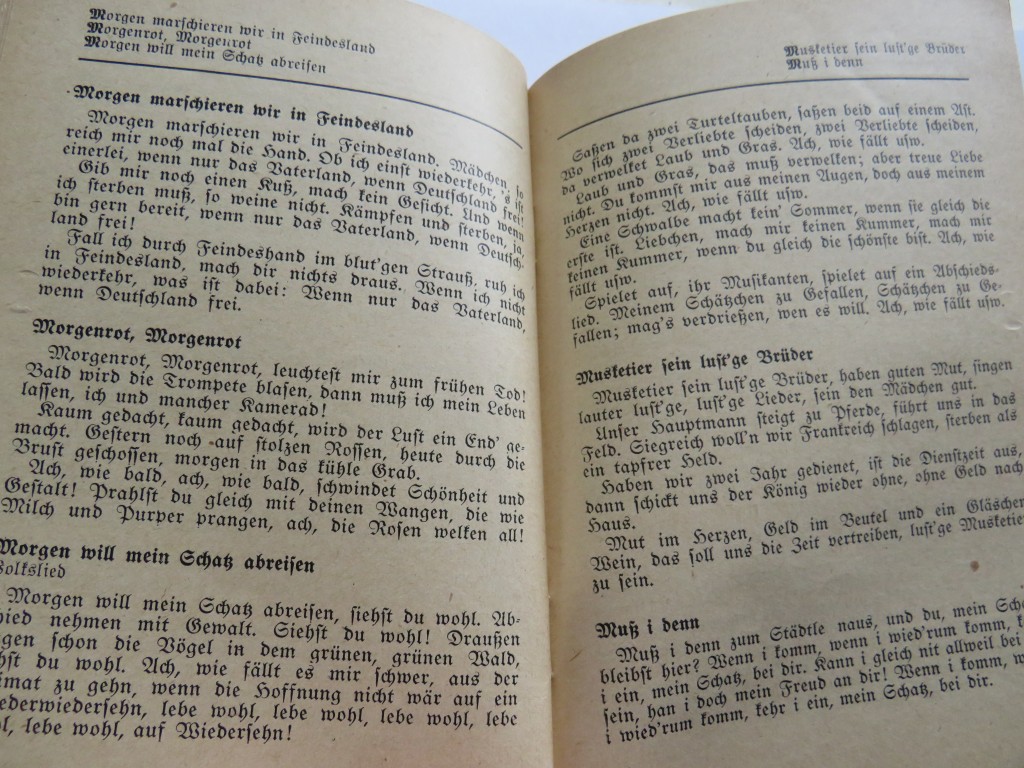 Morgen marschieren wir in Feindesland
Morgenrot, Morgenrot
Morgen will mein Schatz abreisen
Morgen marschieren wir in Feindesland
Morgen marschieren wir in Feindesland. Mädchen, so
reich mir noch mal die Hand. Ob ich einst wiederkehr, 's ist
einerlei, wenn nur das Vaterland, wenn Deutschland frei!
Gib mir noch einen Kuß, mach kein Gesicht. Und wenn
ich sterben muß, so weine nicht. Kämpfen und sterben, ja,
bin gern bereit, wenn nur das Vaterland, wenn Deutsch-
land frei!
Fall ich durch Feindeshand im blut'gen Strauß, ruh ich
in Feindesland, mach dir nichts draus. Wenn ich nicht
wiederkehr, was ist dabei: Wenn nur das Vaterland,
wenn Deutschland frei.
Morgenrot, Morgenrot
Morgenrot, Morgenrot, leuchtest mir zum frühen Tod!
Bald wird die Trompete blasen, dann muß ich mein Leben
lassen, ich und mancher Kamerad!
Kaum gedacht, kaum gedacht, wird der Lust ein End' ge-
macht. Gestern noch auf stolzen Rossen, heute durch die
Brust geschossen, morgen in das kühle Grab.
Ach, wie bald, ach, wie bald, schwindet Schönheit und
Gestalt! Prahlst du gleich mit deinen Wangen, die wie
Milch und Purper prangen, ach, die Rosen welken all!
Morgen will mein Schatz abreisen
Volkslied
Morgen will mein Schatz abreisen, siehst du wohl. Ab-
schied nehmen mit Gewalt. Siehst du wohl! Draußen
singen schon die Vögel in dem grünen, grünen Wald,
siehst du wohl. Ach, wie fällt es mir schwer, aus der
Heimat zu gehn, wenn die Hoffnung nicht wär auf ein
Wiederwiedersehn, lebe wohl, lebe wohl, lebe wohl, lebe
wohl, lebe wohl, auf Wiedersehn!
Musketier sein lust'ge Brüder
Muß i denn
Saßen da zwei Turteltauben, saßen beid auf einem Ast.
Wo sich zwei Verliebte scheiden, zwei Verliebte scheiden,
da verwelket Laub und Gras. Ach, wie fällt usw.
Laub und Gras, das muß verwelken; aber treue Liebe
nicht. Du kommst mir aus meinen Augen, doch aus meinem
Herzen nicht. Ach, wie fällt usw.
Eine Schwalbe macht kein' Sommer, wenn sie gleich die
erste ist. Liebchen, mach mir keinen Kummer, mach mir
keinen Kummer, wenn du gleich die schönste bist. Ach, wie
fällt usw.
Spielet auf, ihr Musikanten, spielet auf ein Abschieds-
lied. Meinem Schätzchen zu Gefallen, Schätzchen zu Ge-
fallen; mag's verdrießen, wen es will. Ach, wie fällt usw.
Musketier sein lust'ge Brüder
Musketier sein lust'ge Brüder, haben guten Mut, singen
lauter lust'ge, lust'ge Lieder, sein den Mädchen gut.
Unser Hauptmann steigt zu Pferde, führt uns in das
Feld. Siegreich woll'n wir Frankreich schlagen, sterben als
ein tapfrer Held.
Haben wir zwei Jahr gedienet, ist die Dienstzeit aus,
dann schickt uns der König wieder ohne, ohne Geld nach
Haus.
Mut im Herzen, Geld im Beutel und ein Gläschen
Wein, das soll uns die Zeit vertreiben, lust'ge Musketier
zu sein.
Muß i denn
Muß i denn zum Städtle naus, und du, mein Scha
bleibst hier? Wenn i komm, wenn i wied'rum komm, k
i ein, mein Schatz, bei dir. Kann i gleich nit allweil bei
sein, han i doch mein Freud an dir! Wenn i komm, w
i wied'rum komm, kehr i ein, mein Schatz, bei dir.